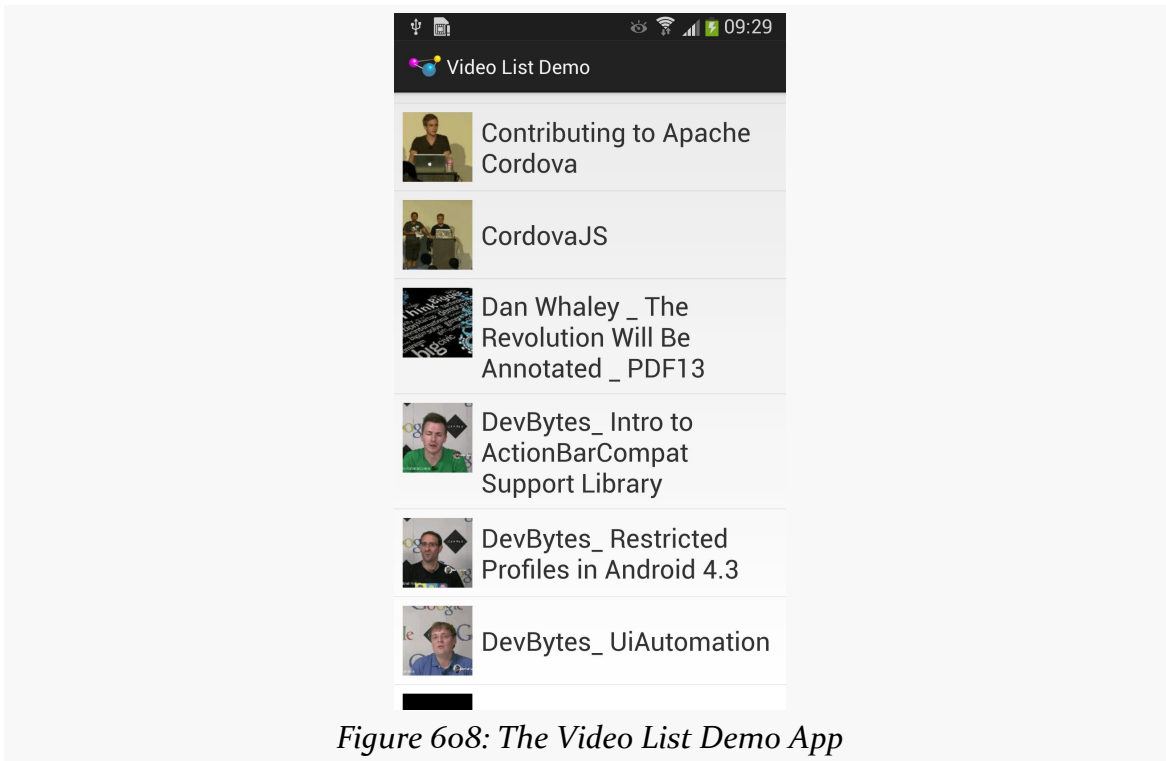 09:29
Video List Demo
Contributing to Apache
Cordova
CordovaJS
Dan Whaley _ The
Revolution Will Be
Annotated _ PDF13
DevBytes_ Intro to
ActionBarCompat
Support Library
DevBytes_ Restricted
Profiles in Android 4.3
DevBytes_ UiAutomation
Figure 608: The Video List Demo App